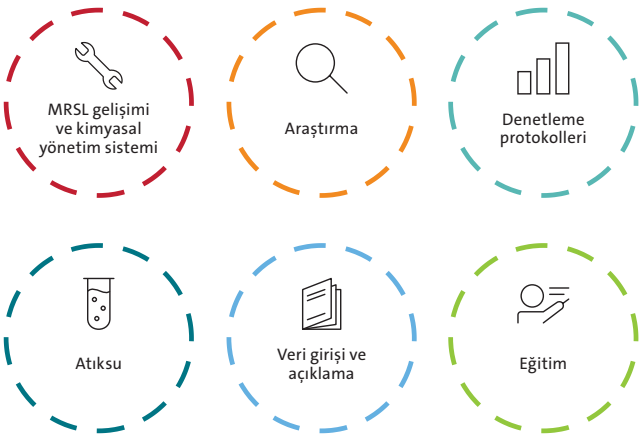 MRSL gelişimi
ve kimyasal
yönetim sistemi
Araştırma
Denetleme
protokolleri
Atıksu
Veri girişi ve
açıklama
Eğitim